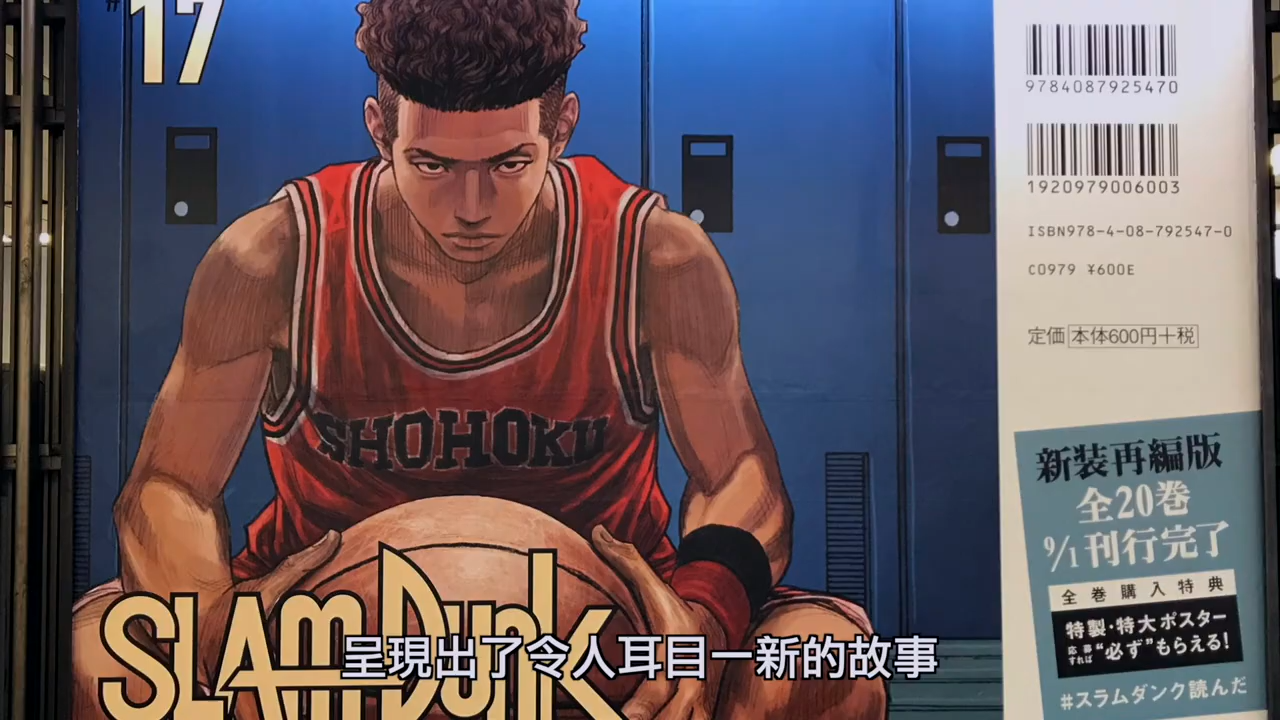 #17
SHOHOKU
SLAM DUNK
9784087925470
1920979006003
ISBN978-4-08-792547-0
C0979 ¥600E
定価 本体600円+税
新装再編版
全20巻
9/1刊行完了
全巻購入特典
特製・特大ポスター
応募すれば“必ず”もらえる!
#スラムダンク読んだ
呈現出了令人耳目一新的故事